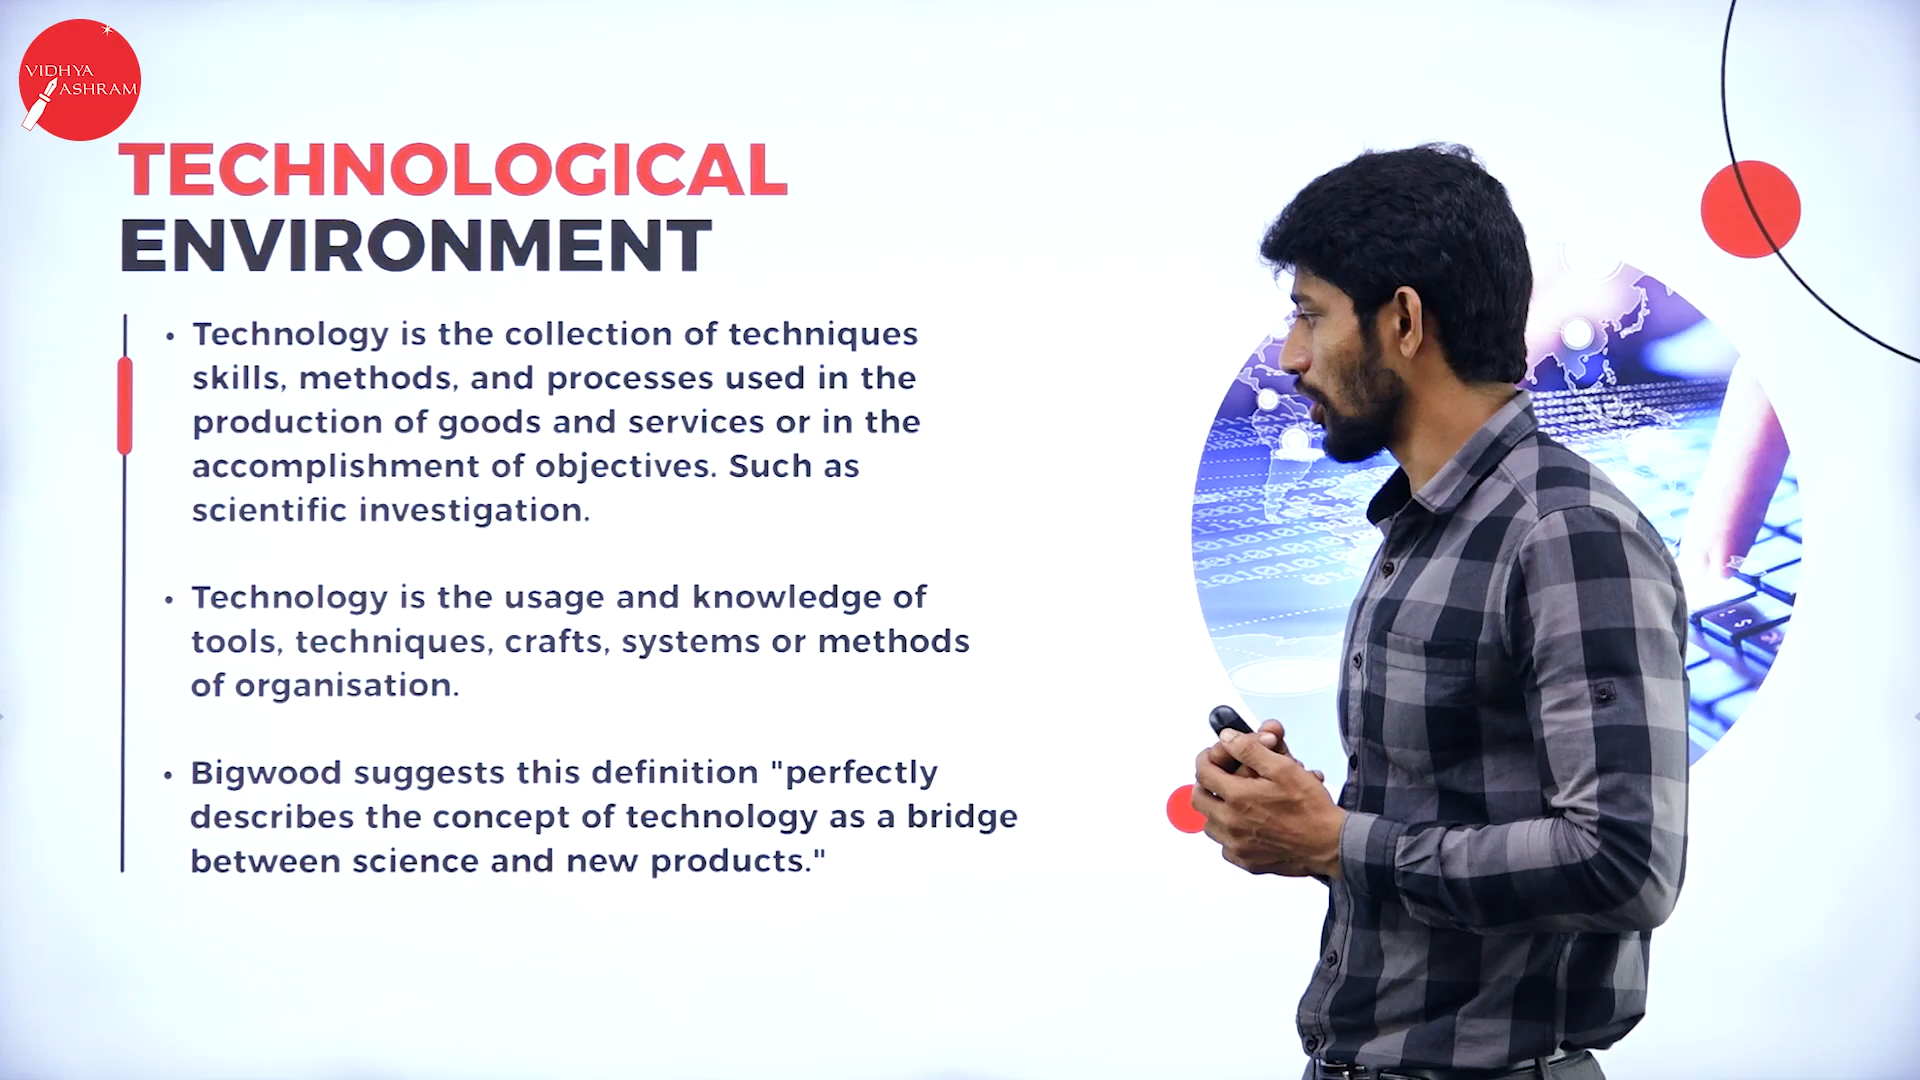 VIDHYA
ASHRAM
TECHNOLOGICAL
ENVIRONMENT
• Technology is the collection of techniques
skills, methods, and processes used in the
production of goods and services or in the
accomplishment of objectives. Such as
scientific investigation.
• Technology is the usage and knowledge of
tools, techniques, crafts, systems or methods
of organisation.
• Bigwood suggests this definition "perfectly
describes the concept of technology as a bridge
between science and new products."